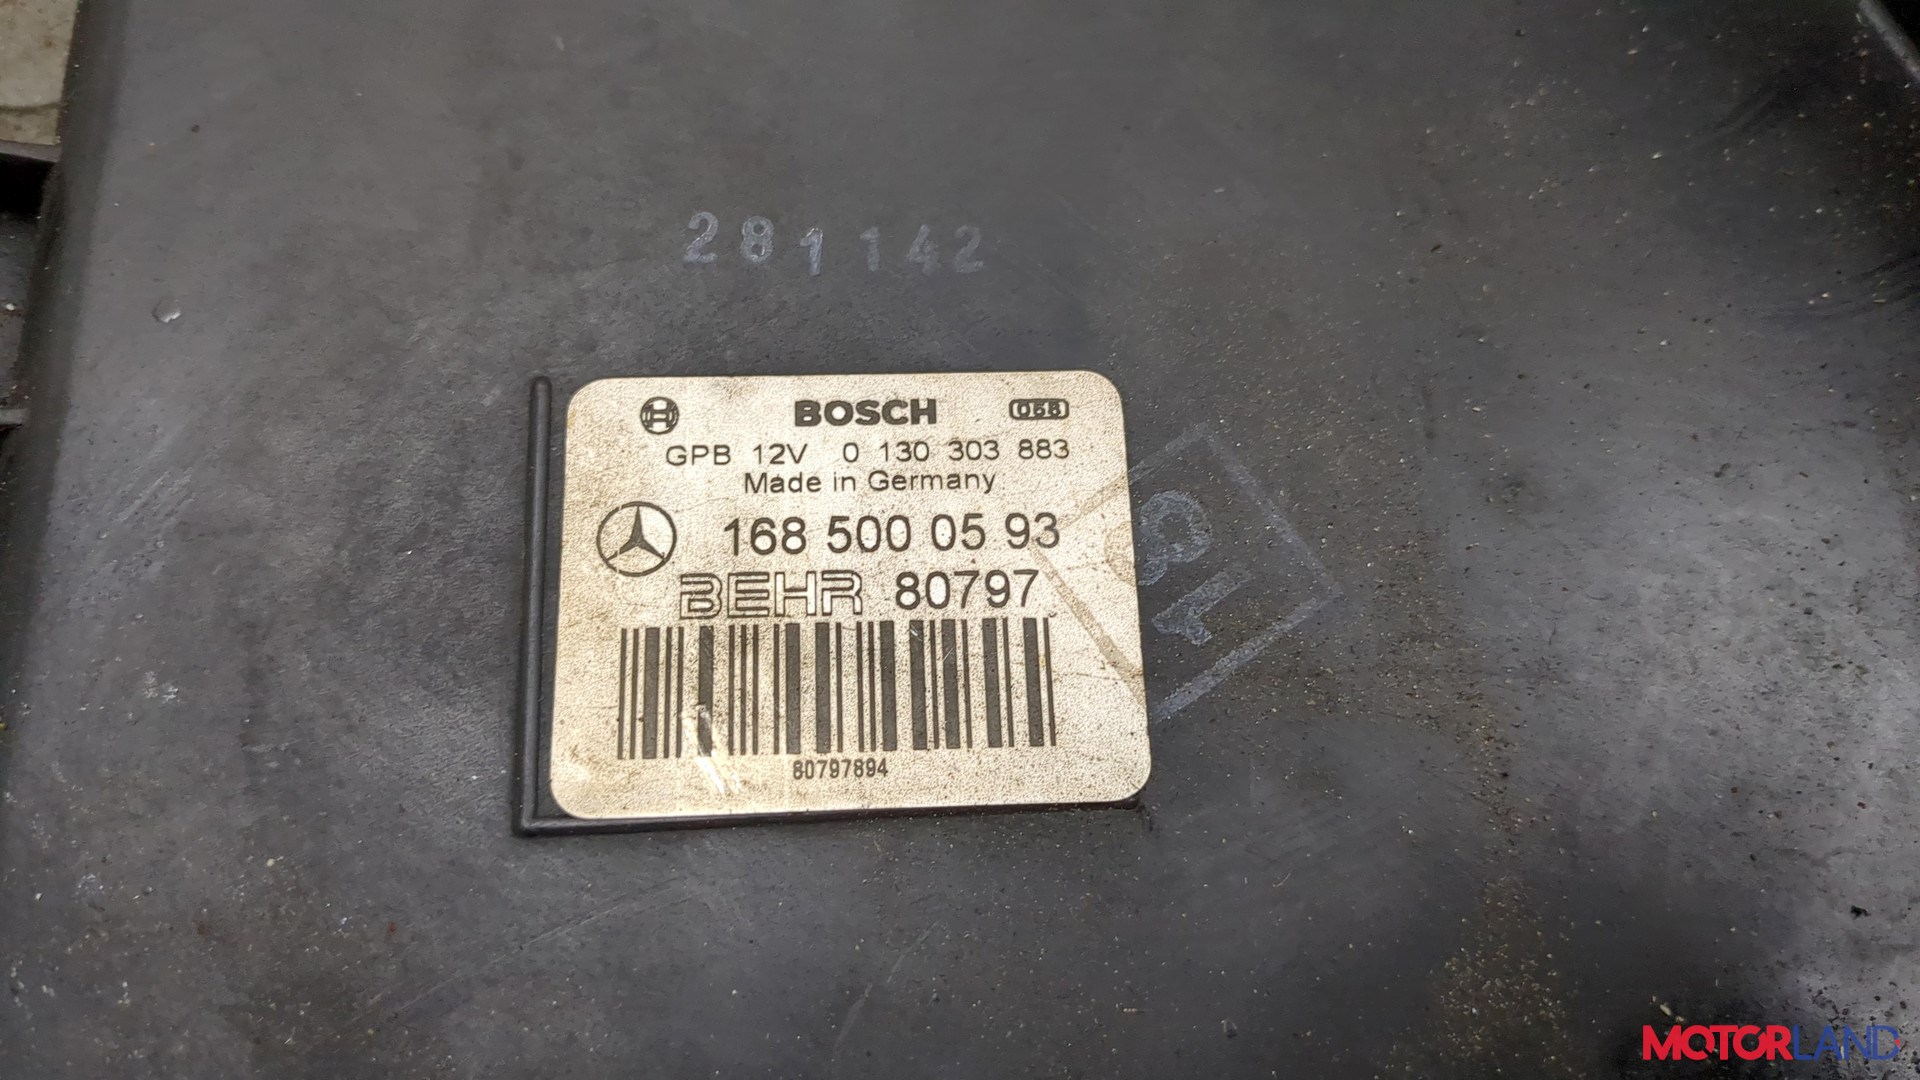 281142
BOSCH
GPB 12V 0 130 303 883
Made in Germany
168 500 05 93
BEHR 80797
80797894
81
MOTORLAND